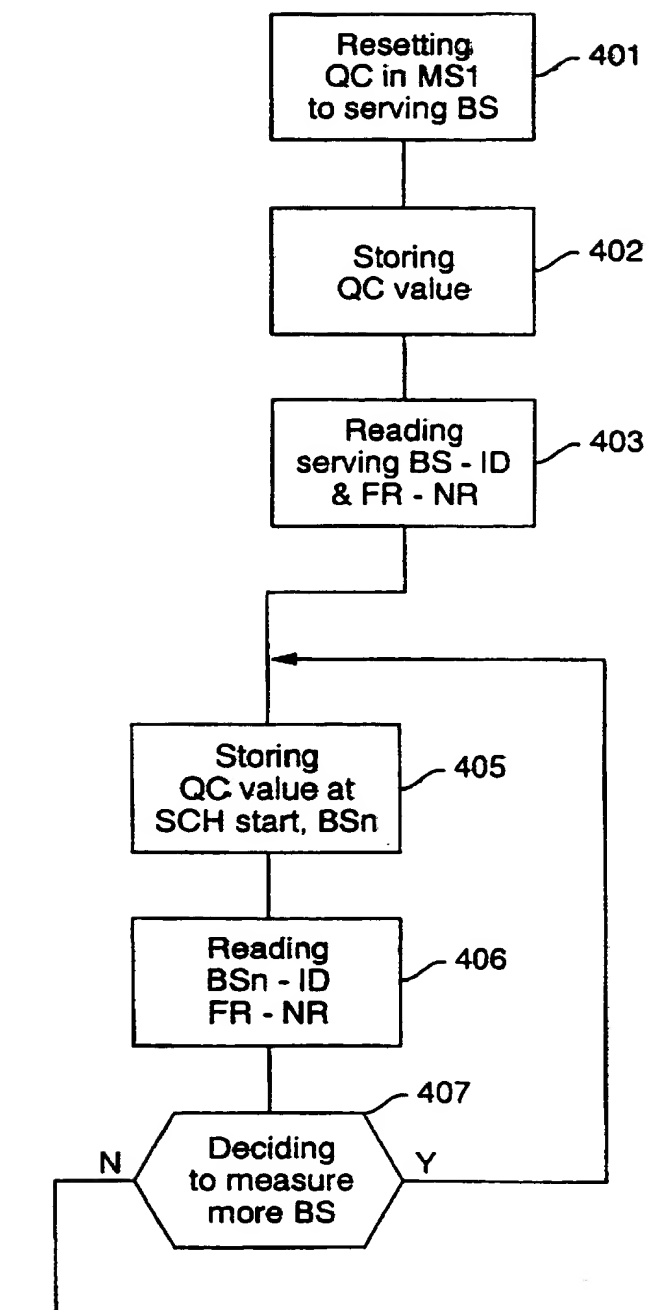 Resetting
QC in MS1
to serving BS
401
Storing
QC value
402
Reading
serving BS - ID
& FR - NR
403
Storing
QC value at
SCH start, BSn
405
Reading
BSn - ID
FR - NR
406
407
N
Deciding
to measure
more BS
Y